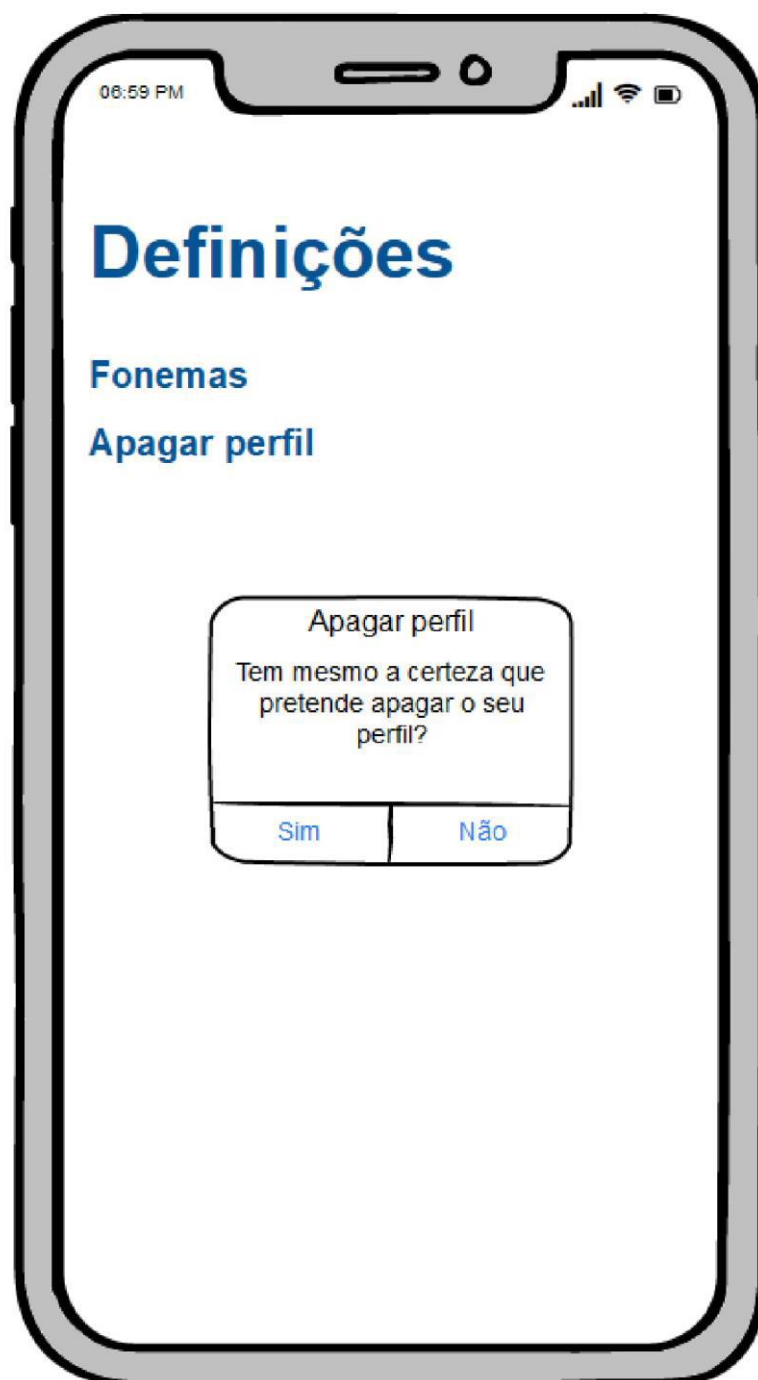 06:59 PM
Definições
Fonemas
Apagar perfil
Apagar perfil
Tem mesmo a certeza que
pretende apagar o seu
perfil?
Sim
Não